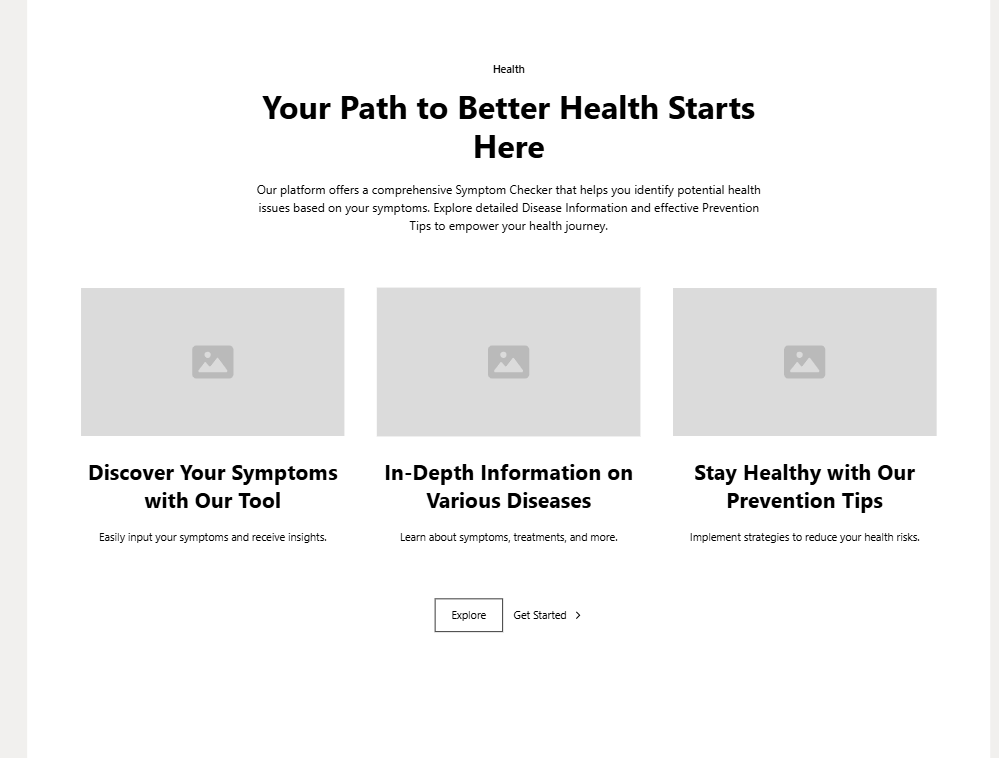 Health
Your Path to Better Health Starts
Here
Our platform offers a comprehensive Symptom Checker that helps you identify potential health
issues based on your symptoms. Explore detailed Disease Information and effective Prevention
Tips to empower your health journey.
Discover Your Symptoms
with Our Tool
Easily input your symptoms and receive insights.
In-Depth Information on
Various Diseases
Learn about symptoms, treatments, and more.
Stay Healthy with Our
Prevention Tips
Implement strategies to reduce your health risks.
Explore
Get Started